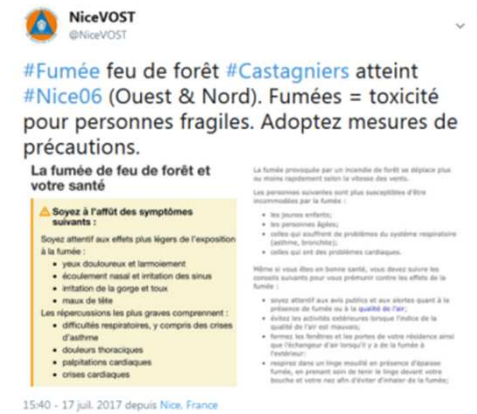 NiceVOST
@NiceVOST
#Fumée feu de forêt #Castagniers atteint
#Nice06 (Ouest & Nord). Fumées = toxicité
pour personnes fragiles. Adoptez mesures de
précautions.
La fumée de feu de forêt et
votre santé
Soyez à l'affût des symptômes
suivants :
Soyez attentif aux effets plus légers de l'exposition
à la fumée :
• yeux douloureux et larmoiement
• écoulement nasal et irritation des sinus
• irritation de la gorge et toux
• maux de tête
Les répercussions les plus graves comprennent :
• difficultés respiratoires, y compris des crises
d'asthme
• douleurs thoraciques
• palpitations cardiaques
• crises cardiaques
La fumée provoquée par un incendie de forêt se déplace plus
ou moins rapidement selon la vitesse des vents.
Les personnes suivantes sont plus susceptibles d'être
incommodées par la fumée :
• les jeunes enfants;
• les personnes âgées;
• celles qui souffrent de problèmes du système respiratoire
(asthme, bronchite);
• celles qui ont des problèmes cardiaques.
Même si vous êtes en bonne santé, vous devez suivre les
conseils suivants pour vous prémunir contre les effets de la
fumée :
• soyez attentif aux avis publics et aux alertes quant à la
présence de fumée ou à la qualité de l'air;
• évitez les activités extérieures lorsque l'indice de la
qualité de l'air est mauvais;
• fermez les fenêtres et les portes de votre résidence ainsi
que l'échangeur d'air lorsqu'il y a de la fumée à
l'extérieur;
• respirez dans un linge mouillé en présence d'épaisse
fumée, en prenant soin de tenir le linge devant votre
bouche et votre nez afin d'éviter d'inhaler de la fumée;
15:40 - 17 juil. 2017 depuis Nice, France